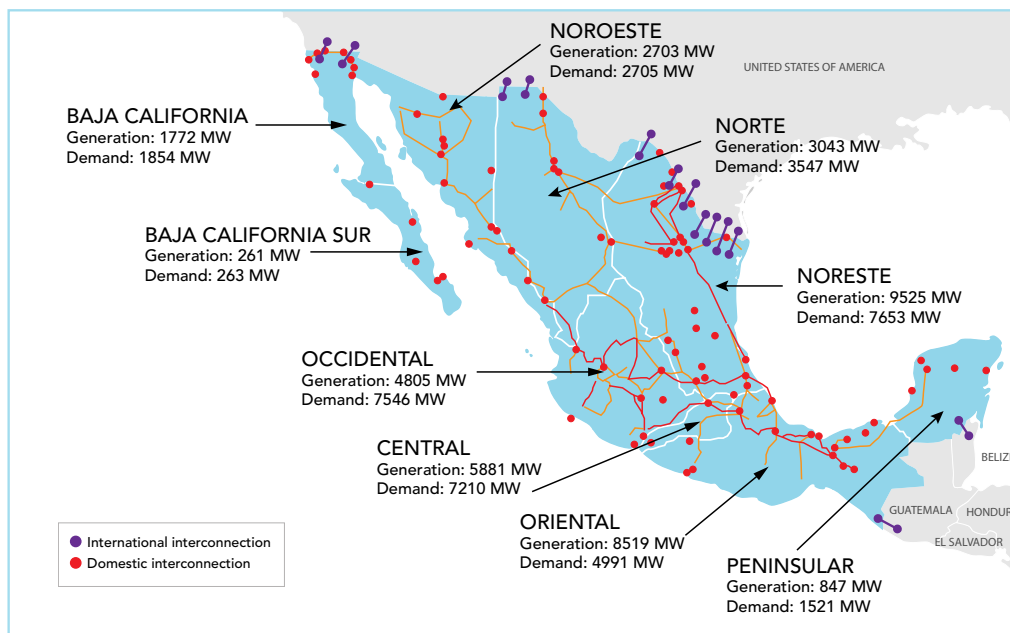 NOROESTE
Generation: 2703 MW
Demand: 2705 MW
UNITED STATES OF AMERICA
BAJA CALIFORNIA
Generation: 1772 MW
Demand: 1854 MW
NORTE
Generation: 3043 MW
Demand: 3547 MW
BAJA CALIFORNIA SUR
Generation: 261 MW
Demand: 263 MW
NORESTE
Generation: 9525 MW
Demand: 7653 MW
OCCIDENTAL
Generation: 4805 MW
Demand: 7546 MW
CENTRAL
Generation: 5881 MW
Demand: 7210 MW
BELIZE
GUATEMALA
HONDUR
EL SALVADOR
ORIENTAL
Generation: 8519 MW
Demand: 4991 MW
PENINSULAR
Generation: 847 MW
Demand: 1521 MW
International interconnection
Domestic interconnection